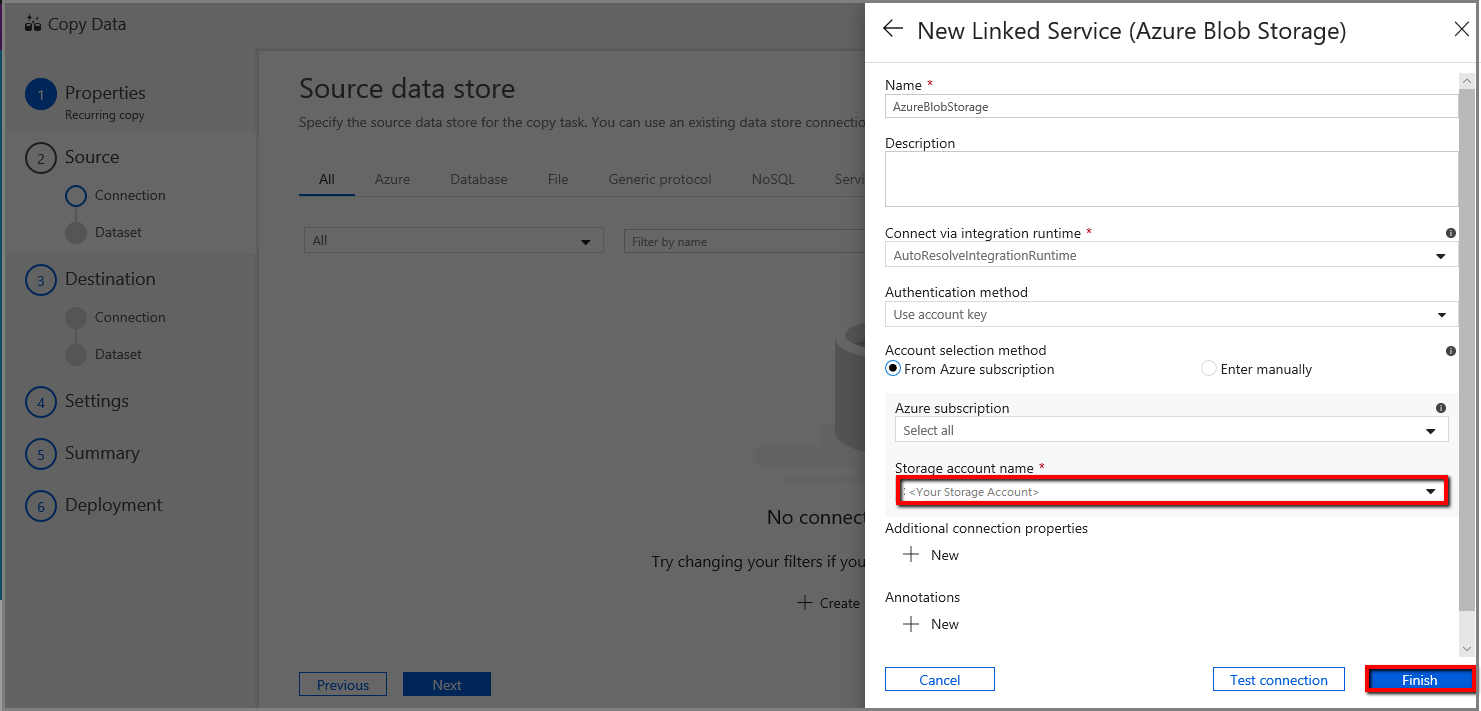 Copy Data
1 Properties
Recurring copy
2 Source
Connection
Dataset
3 Destination
Connection
Dataset
4 Settings
5 Summary
6 Deployment
Source data store
Specify the source data store for the copy task. You can use an existing data store connectio
All Azure Database File Generic protocol NoSQL Servi
All Filter by name
No connect
Try changing your filters if you
Create
Previous Next
New Linked Service (Azure Blob Storage)
Name *
AzureBlobStorage
Description
Connect via integration runtime *
AutoResolveIntegrationRuntime
Authentication method
Use account key
Account selection method
From Azure subscription Enter manually
Azure subscription
Select all
Storage account name *
<Your Storage Account>
Additional connection properties
New
Annotations
New
Cancel Test connection Finish